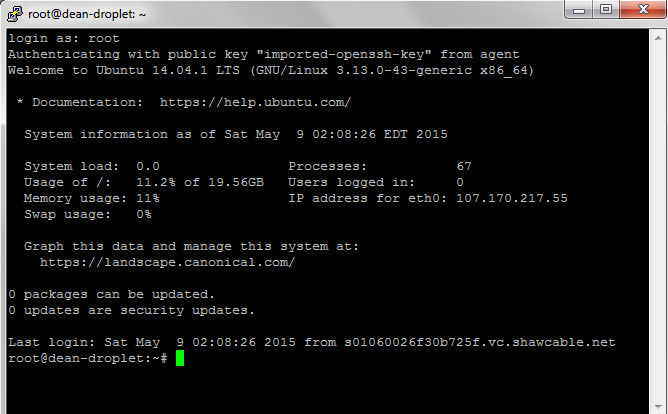 root@dean-droplet: ~
login as: root
Authenticating with public key "imported-openssh-key" from agent
Welcome to Ubuntu 14.04.1 LTS (GNU/Linux 3.13.0-43-generic x86_64)
* Documentation:  https://help.ubuntu.com/
System information as of Sat May  9 02:08:26 EDT 2015
System load:  0.0                Processes:           67
Usage of /:   11.2% of 19.56GB   Users logged in:     0
Memory usage: 11%                IP address for eth0: 107.170.217.55
Swap usage:   0%
Graph this data and manage this system at:
https://landscape.canonical.com/
0 packages can be updated.
0 updates are security updates.
Last login: Sat May  9 02:08:26 2015 from s01060026f30b725f.vc.shawcable.net
root@dean-droplet:~#